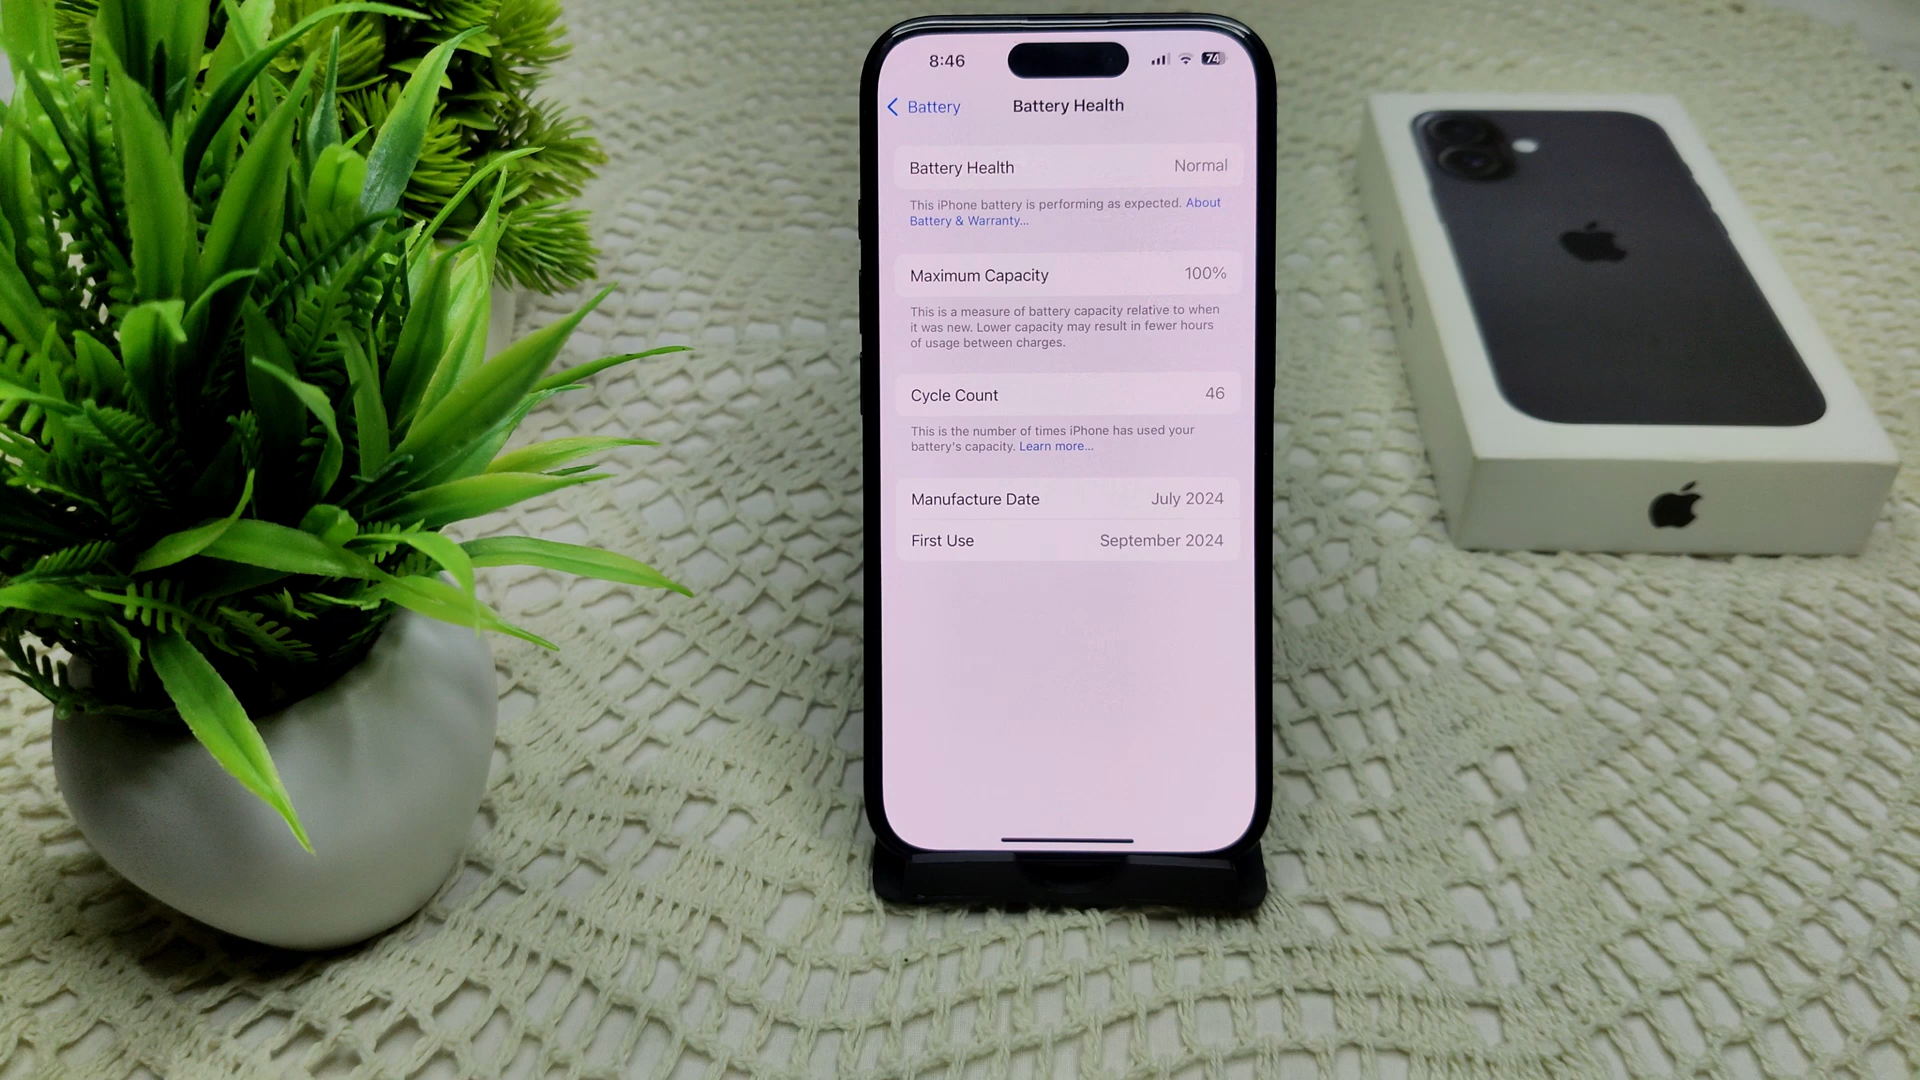 8:46
74
Battery
Battery Health
Battery Health Normal
This iPhone battery is performing as expected. About
Battery & Warranty...
Maximum Capacity 100%
This is a measure of battery capacity relative to when
it was new. Lower capacity may result in fewer hours
of usage between charges.
Cycle Count 46
This is the number of times iPhone has used your
battery's capacity. Learn more...
Manufacture Date July 2024
First Use September 2024